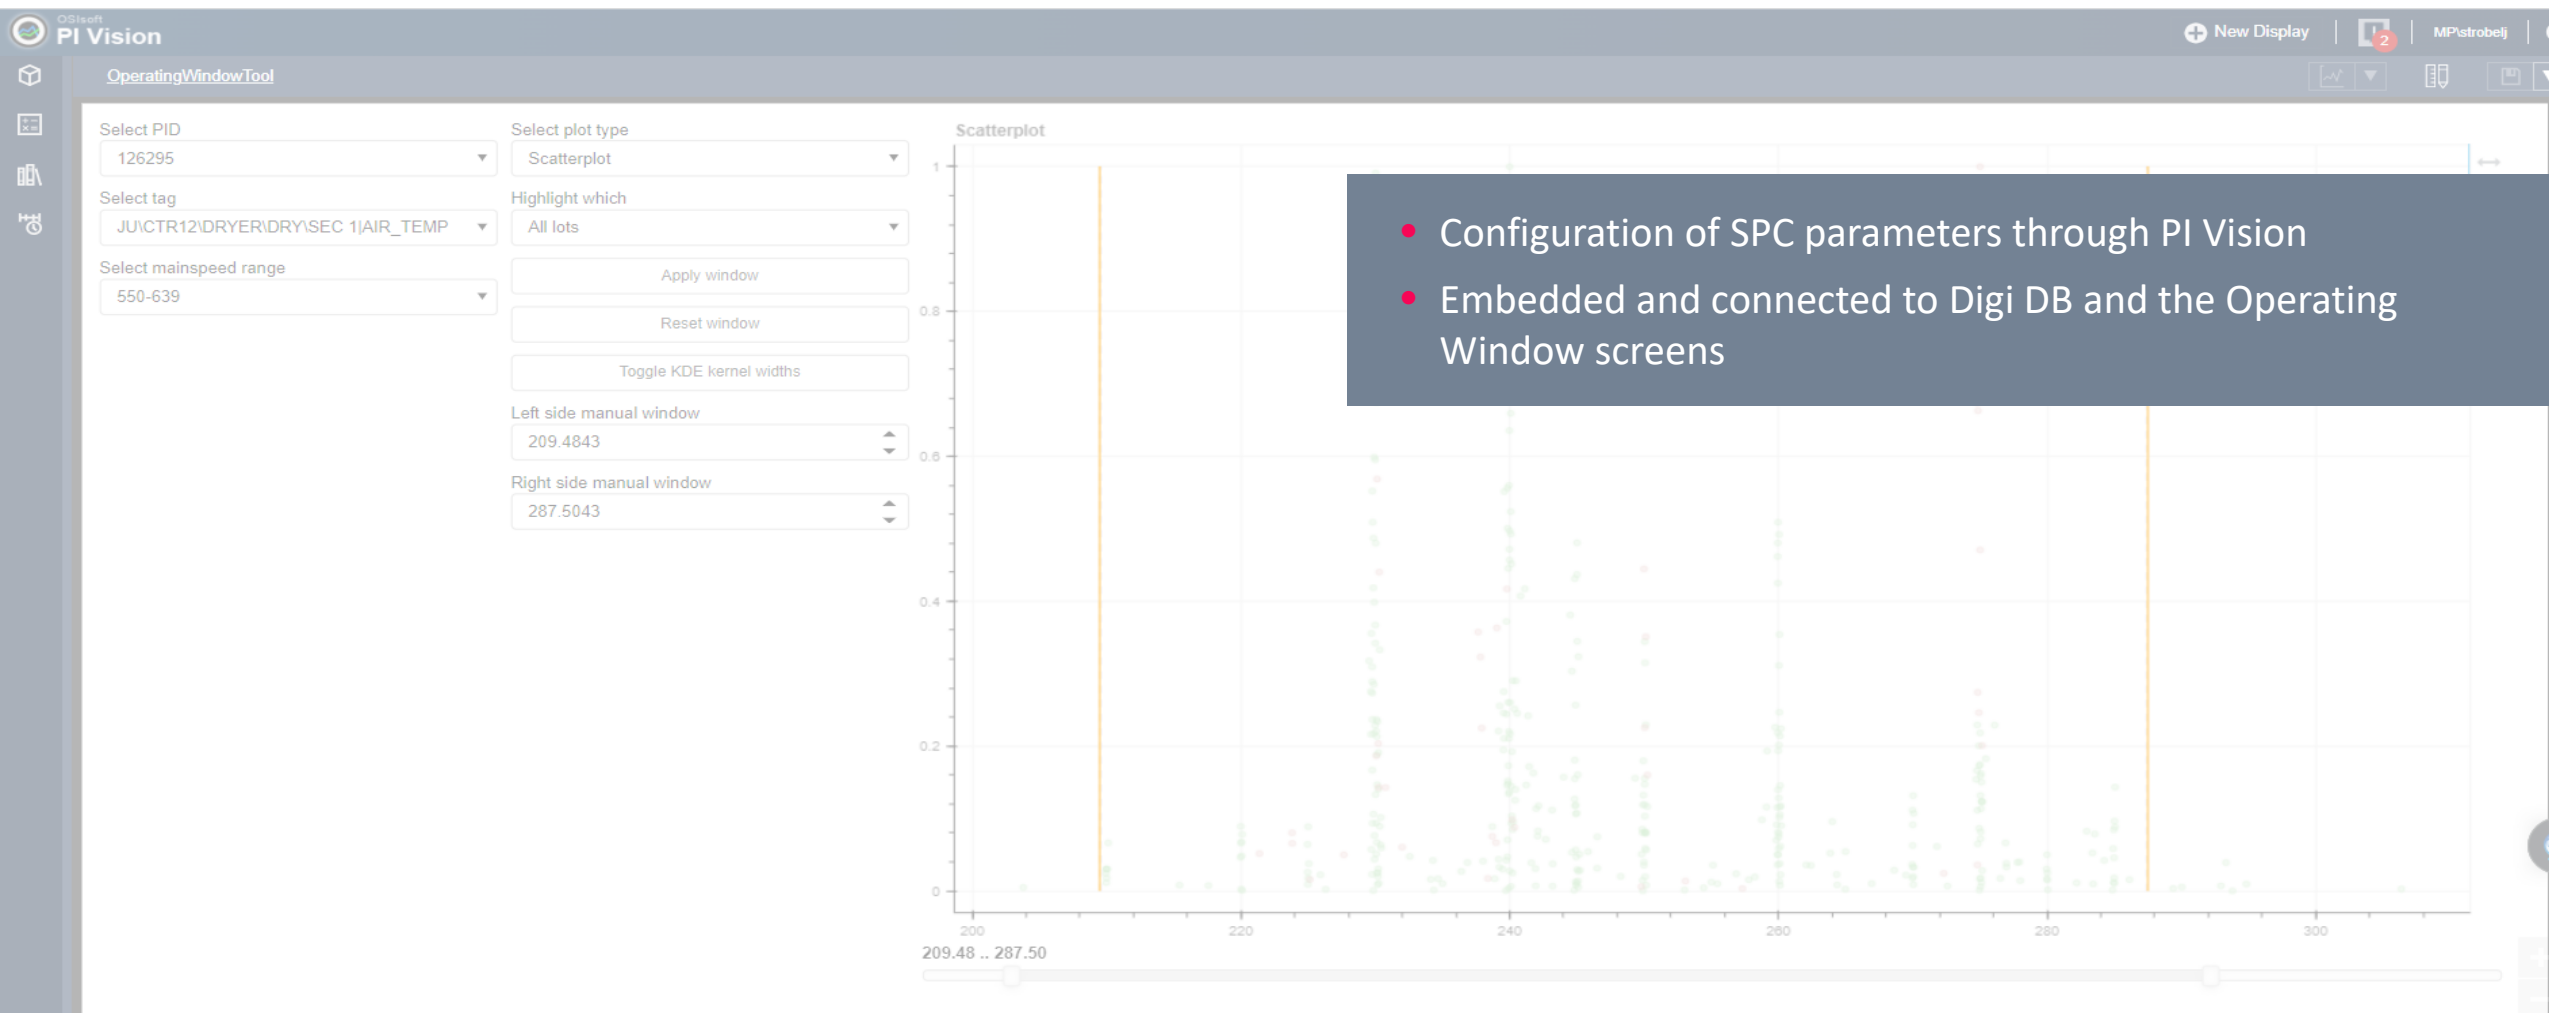 OSIsoft
PI Vision
New Display
2
MP\strobelj
OperatingWindowTool
Select PID
126295
Select tag
JU\CTR12\DRYER\DRY\SEC 1|AIR_TEMP
Select mainspeed range
550-639
Select plot type
Scatterplot
Highlight which
All lots
Apply window
Reset window
Toggle KDE kernel widths
Left side manual window
209.4843
Right side manual window
287.5043
Scatterplot
1
0.8
0.6
0.4
0.2
0
200 220 240 260 280 300
209.48 .. 287.50
• Configuration of SPC parameters through PI Vision
• Embedded and connected to Digi DB and the Operating
Window screens